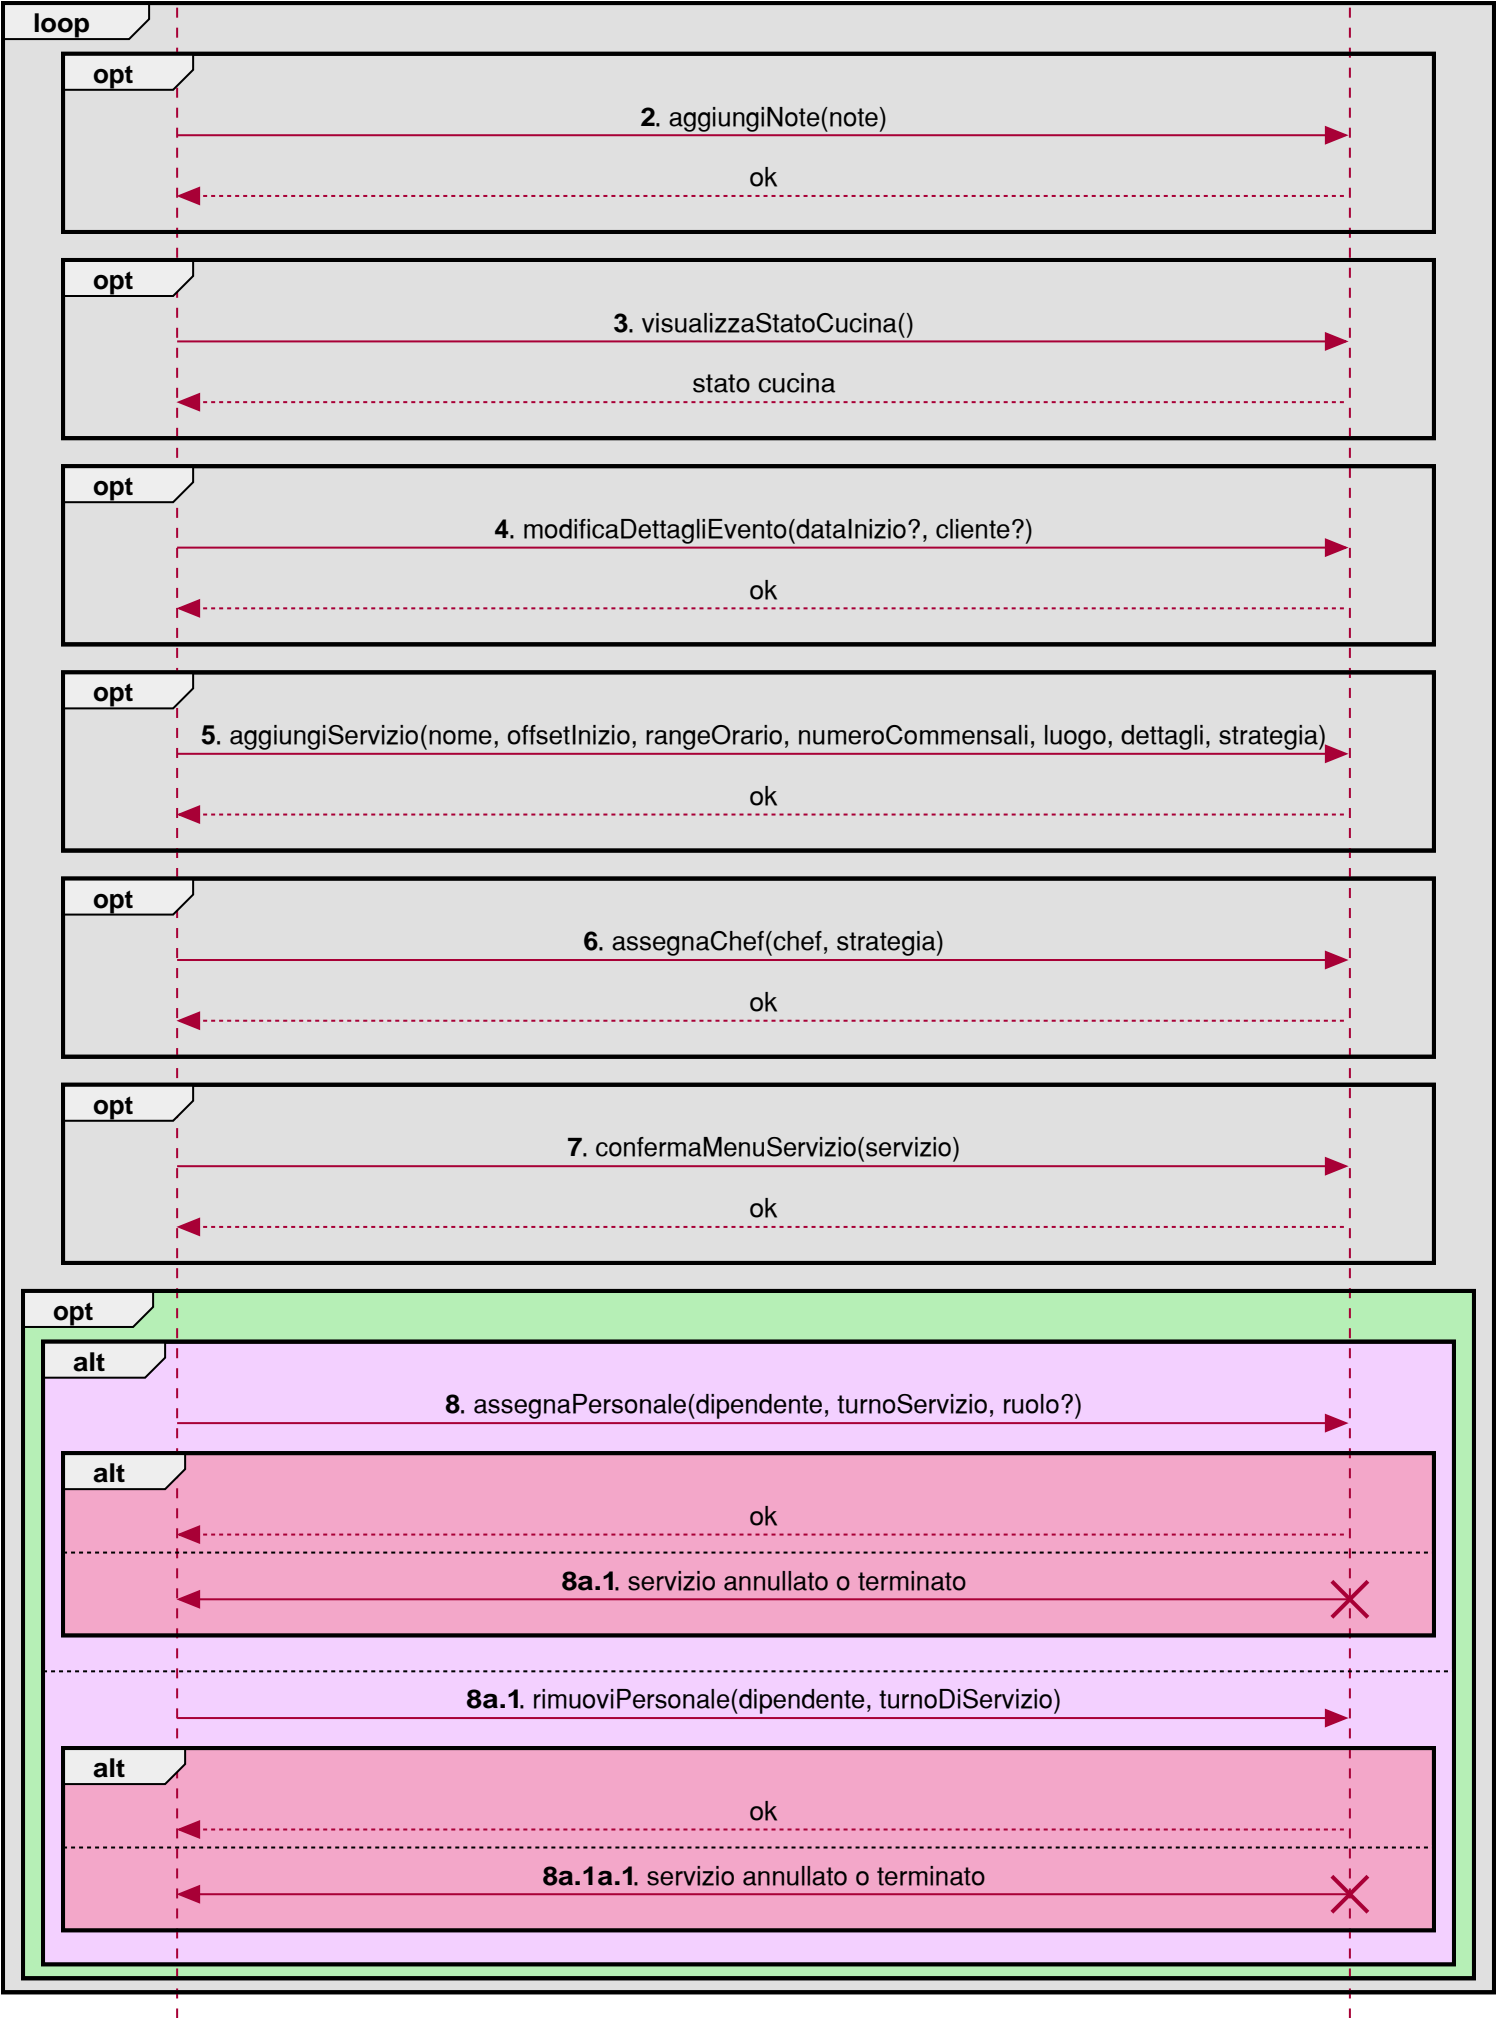 loop
opt
2. aggiungiNote(note)
ok
opt
3. visualizzaStatoCucina()
stato cucina
opt
4. modificaDettagliEvento(dataInizio?, cliente?)
ok
opt
5. aggiungiServizio(nome, offsetInizio, rangeOrario, numeroCommensali, luogo, dettagli, strategia)
ok
opt
6. assegnaChef(chef, strategia)
ok
opt
7. confermaMenuServizio(servizio)
ok
opt
alt
8. assegnaPersonale(dipendente, turnoServizio, ruolo?)
alt
ok
8a.1. servizio annullato o terminato
8a.1. rimuoviPersonale(dipendente, turnoDiServizio)
alt
ok
8a.1a.1. servizio annullato o terminato